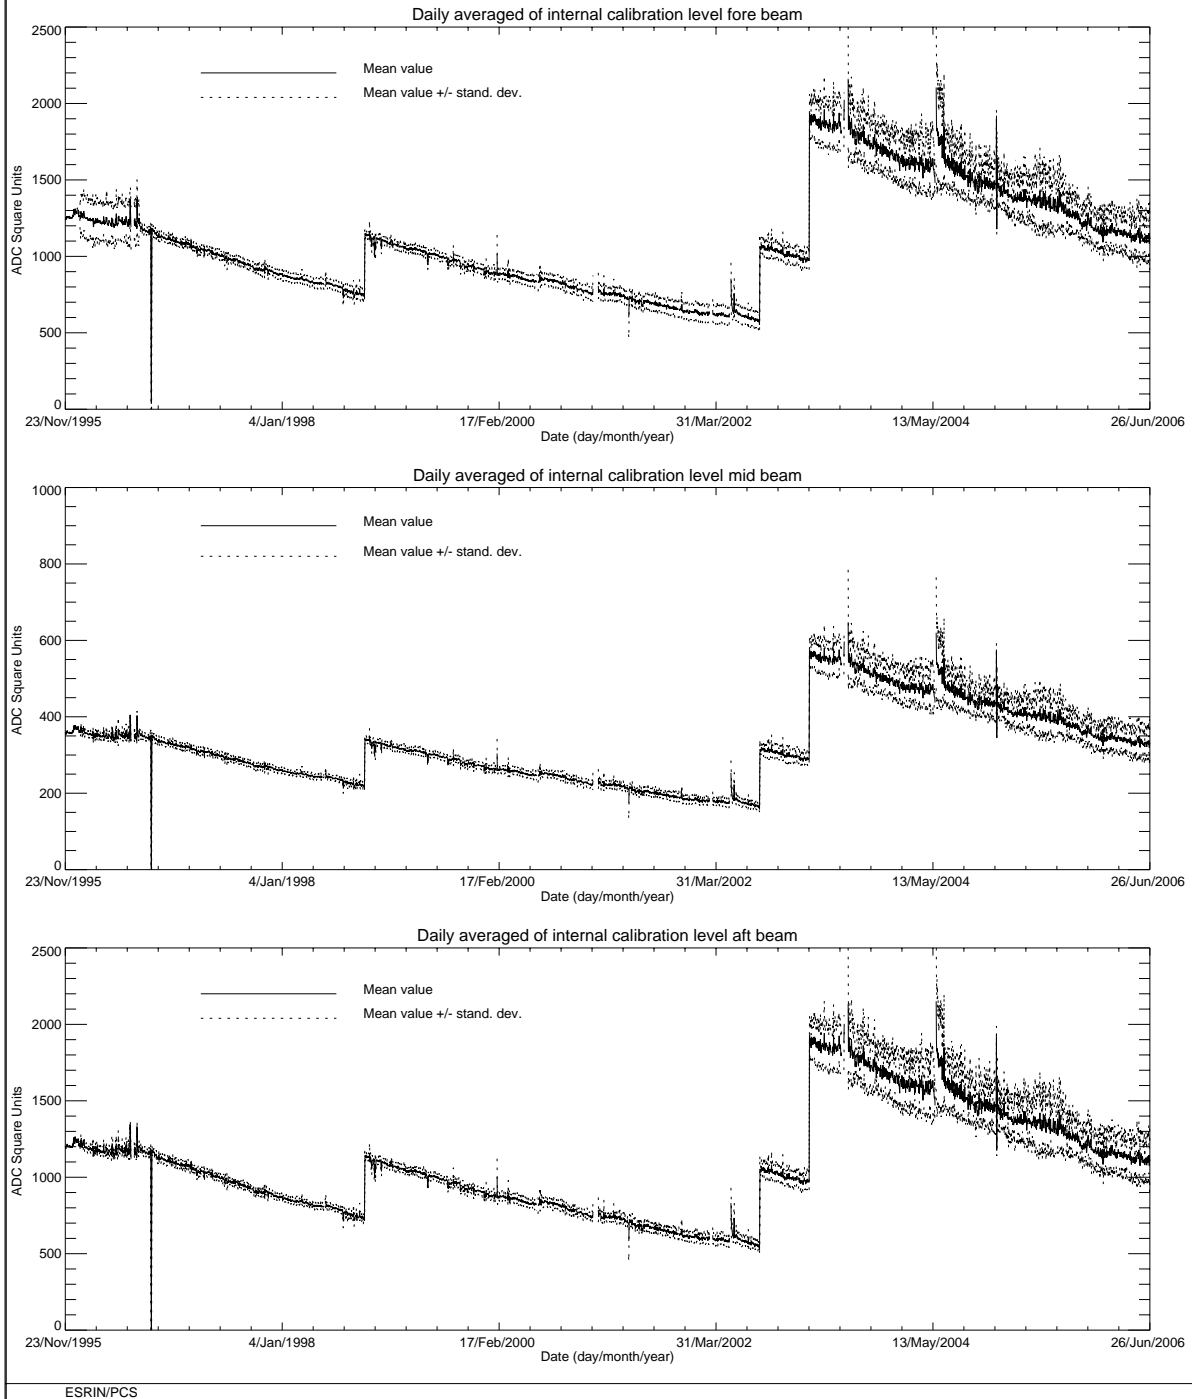 Daily averaged of internal calibration level fore beam
2500
2000
1500
1000
500
0
ADC Square Units
Mean value
Mean value +/- stand. dev.
23/Nov/1995 4/Jan/1998 17/Feb/2000 31/Mar/2002 13/May/2004 26/Jun/2006
Date (day/month/year)
Daily averaged of internal calibration level mid beam
1000
800
600
400
200
0
ADC Square Units
Mean value
Mean value +/- stand. dev.
23/Nov/1995 4/Jan/1998 17/Feb/2000 31/Mar/2002 13/May/2004 26/Jun/2006
Date (day/month/year)
Daily averaged of internal calibration level aft beam
2500
2000
1500
1000
500
0
ADC Square Units
Mean value
Mean value +/- stand. dev.
23/Nov/1995 4/Jan/1998 17/Feb/2000 31/Mar/2002 13/May/2004 26/Jun/2006
Date (day/month/year)
ESRIN/PCS